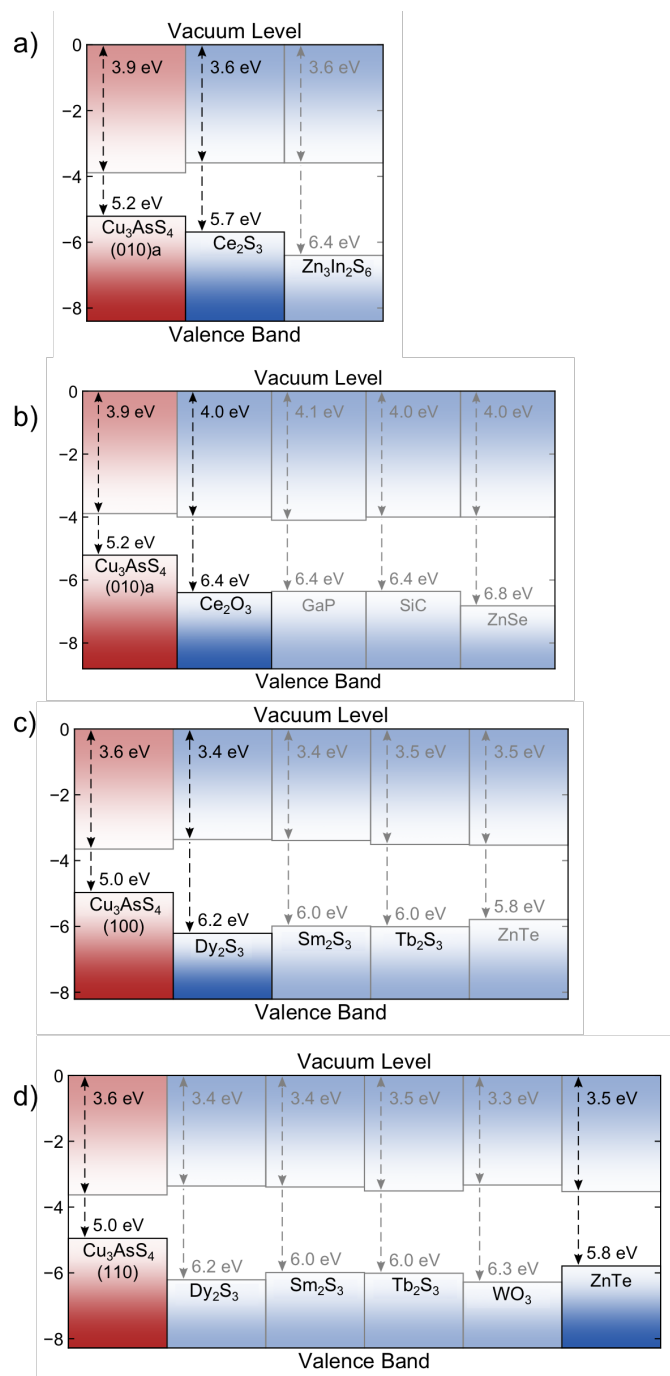 a)
Vacuum Level
0
3.9 eV
3.6 eV
3.6 eV
−2
−4
5.2 eV
5.7 eV
6.4 eV
Cu₃AsS₄
(010)a
Ce₂S₃
Zn₃In₂S₆
−6
−8
Valence Band
b)
Vacuum Level
0
3.9 eV
4.0 eV
4.1 eV
4.0 eV
4.0 eV
−2
−4
5.2 eV
6.4 eV
6.4 eV
6.4 eV
6.8 eV
Cu₃AsS₄
(010)a
Ce₂O₃
GaP
SiC
ZnSe
−6
−8
Valence Band
c)
Vacuum Level
0
3.6 eV
3.4 eV
3.4 eV
3.5 eV
3.5 eV
−2
−4
5.0 eV
6.2 eV
6.0 eV
6.0 eV
5.8 eV
Cu₃AsS₄
(100)
Dy₂S₃
Sm₂S₃
Tb₂S₃
ZnTe
−6
−8
Valence Band
d)
Vacuum Level
0
3.6 eV
3.4 eV
3.4 eV
3.5 eV
3.3 eV
3.5 eV
−2
−4
5.0 eV
6.2 eV
6.0 eV
6.0 eV
6.3 eV
5.8 eV
Cu₃AsS₄
(110)
Dy₂S₃
Sm₂S₃
Tb₂S₃
WO₃
ZnTe
−6
−8
Valence Band